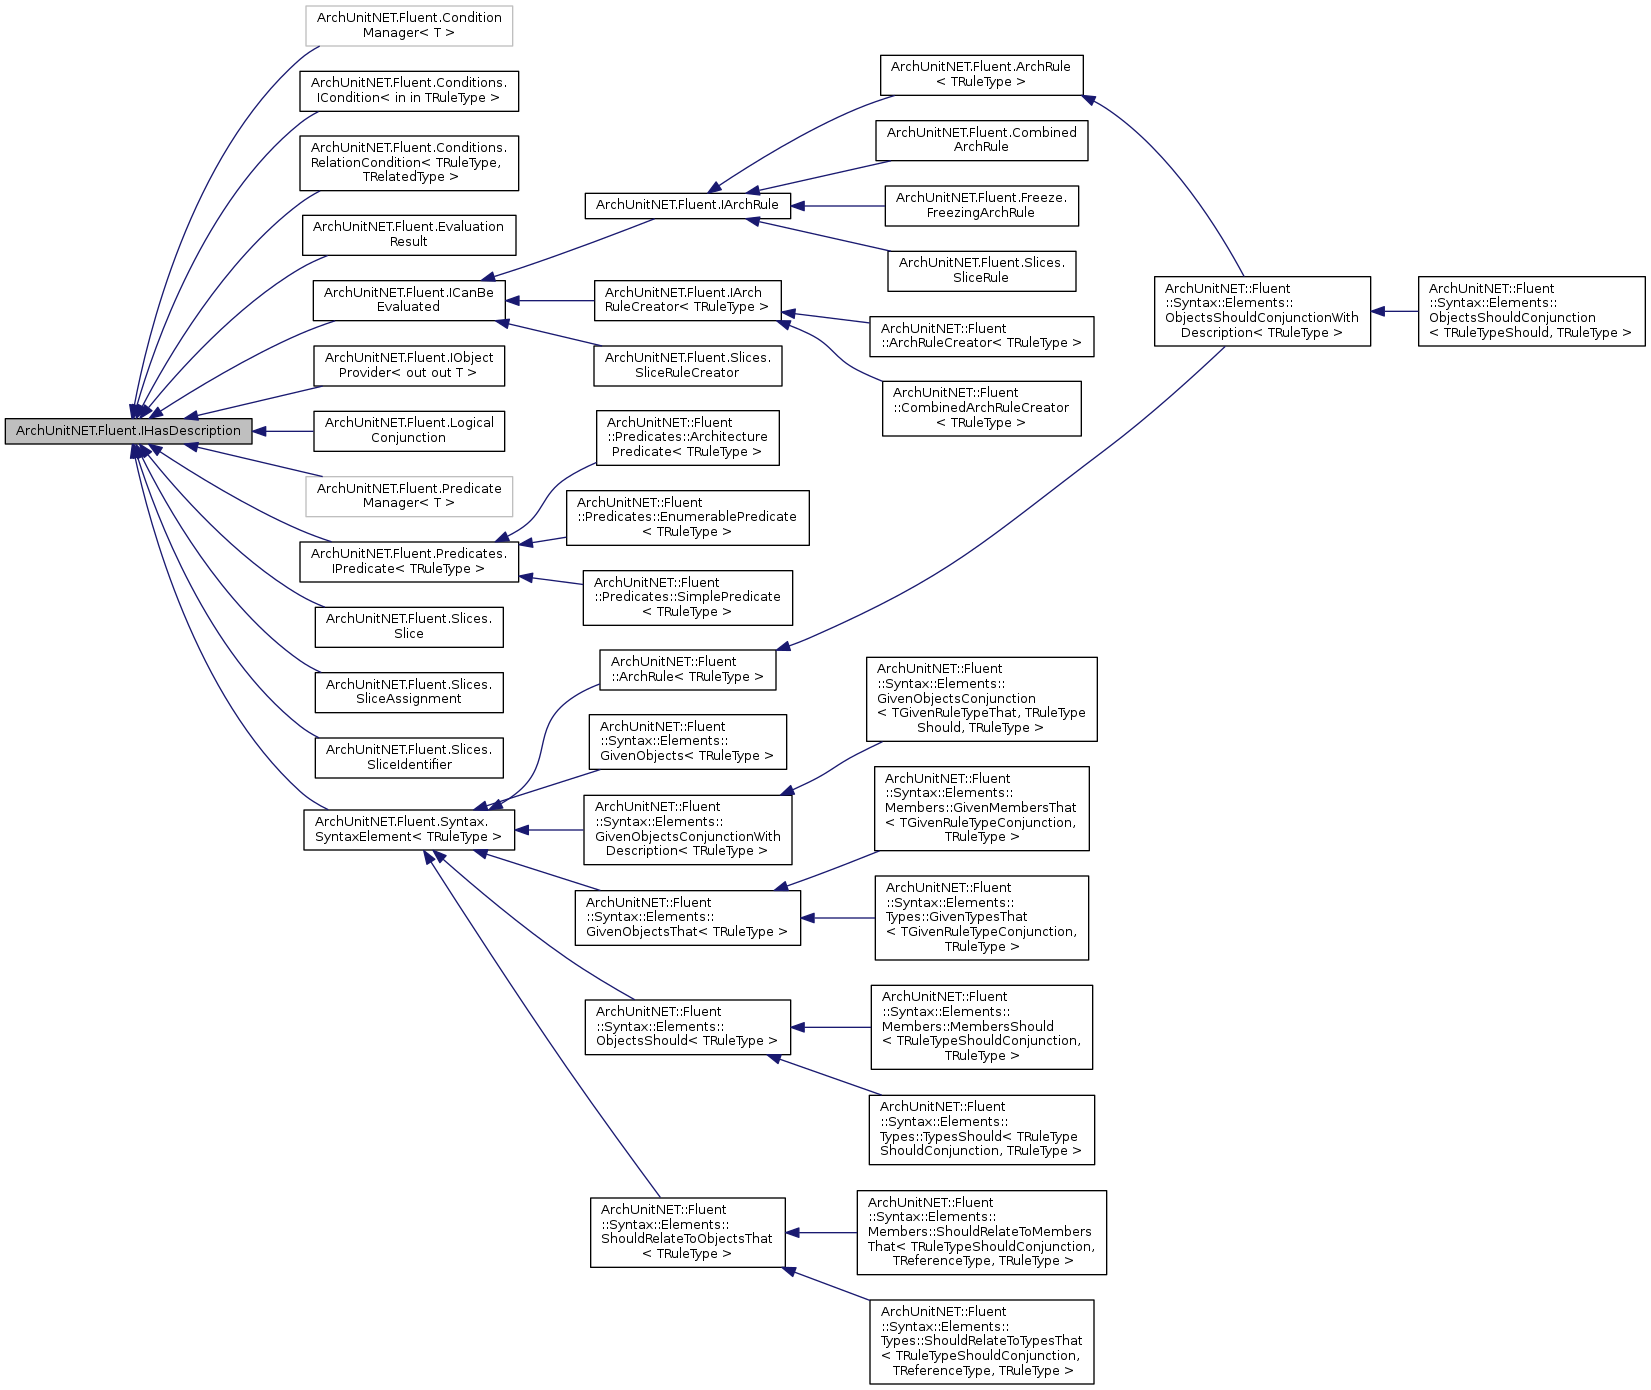 ArchUnitNET.Fluent.IHasDescription
ArchUnitNET.Fluent.Condition
Manager< T >
ArchUnitNET.Fluent.Conditions.
ICondition< in in TRuleType >
ArchUnitNET.Fluent.Conditions.
RelationCondition< TRuleType,
TRelatedType >
ArchUnitNET.Fluent.Evaluation
Result
ArchUnitNET.Fluent.ICanBe
Evaluated
ArchUnitNET.Fluent.IObject
Provider< out out T >
ArchUnitNET.Fluent.Logical
Conjunction
ArchUnitNET.Fluent.Predicate
Manager< T >
ArchUnitNET.Fluent.Predicates.
IPredicate< TRuleType >
ArchUnitNET.Fluent.Slices.
Slice
ArchUnitNET.Fluent.Slices.
SliceAssignment
ArchUnitNET.Fluent.Slices.
SliceIdentifier
ArchUnitNET.Fluent.Syntax.
SyntaxElement< TRuleType >
ArchUnitNET.Fluent.IArchRule
ArchUnitNET.Fluent.IArch
RuleCreator< TRuleType >
ArchUnitNET.Fluent.Slices.
SliceRuleCreator
ArchUnitNET::Fluent
::Predicates::Architecture
Predicate< TRuleType >
ArchUnitNET::Fluent
::Predicates::EnumerablePredicate
< TRuleType >
ArchUnitNET::Fluent
::Predicates::SimplePredicate
< TRuleType >
ArchUnitNET::Fluent
::ArchRule< TRuleType >
ArchUnitNET::Fluent
::Syntax::Elements::
GivenObjects< TRuleType >
ArchUnitNET::Fluent
::Syntax::Elements::
GivenObjectsConjunctionWith
Description< TRuleType >
ArchUnitNET::Fluent
::Syntax::Elements::
GivenObjectsThat< TRuleType >
ArchUnitNET::Fluent
::Syntax::Elements::
ObjectsShould< TRuleType >
ArchUnitNET::Fluent
::Syntax::Elements::
ShouldRelateToObjectsThat
< TRuleType >
ArchUnitNET.Fluent.ArchRule
< TRuleType >
ArchUnitNET.Fluent.Combined
ArchRule
ArchUnitNET.Fluent.Freeze.
FreezingArchRule
ArchUnitNET.Fluent.Slices.
SliceRule
ArchUnitNET::Fluent
::ArchRuleCreator< TRuleType >
ArchUnitNET::Fluent
::CombinedArchRuleCreator
< TRuleType >
ArchUnitNET::Fluent
::Syntax::Elements::
GivenObjectsConjunction
< TGivenRuleTypeThat, TRuleType
Should, TRuleType >
ArchUnitNET::Fluent
::Syntax::Elements::
Members::GivenMembersThat
< TGivenRuleTypeConjunction,
TRuleType >
ArchUnitNET::Fluent
::Syntax::Elements::
Types::GivenTypesThat
< TGivenRuleTypeConjunction,
TRuleType >
ArchUnitNET::Fluent
::Syntax::Elements::
Members::MembersShould
< TRuleTypeShouldConjunction,
TRuleType >
ArchUnitNET::Fluent
::Syntax::Elements::
Types::TypesShould< TRuleType
ShouldConjunction, TRuleType >
ArchUnitNET::Fluent
::Syntax::Elements::
Members::ShouldRelateToMembers
That< TRuleTypeShouldConjunction,
TReferenceType, TRuleType >
ArchUnitNET::Fluent
::Syntax::Elements::
Types::ShouldRelateToTypesThat
< TRuleTypeShouldConjunction,
TReferenceType, TRuleType >
ArchUnitNET::Fluent
::Syntax::Elements::
ObjectsShouldConjunctionWith
Description< TRuleType >
ArchUnitNET::Fluent
::Syntax::Elements::
ObjectsShouldConjunction
< TRuleTypeShould, TRuleType >